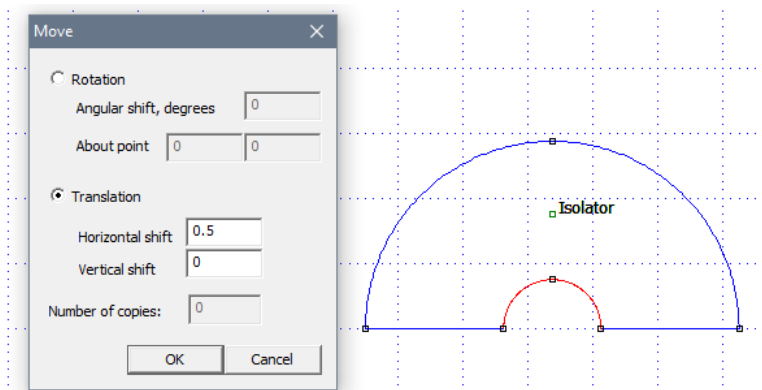 Move
Rotation
Angular shift, degrees 0
About point 0 0
Translation
Horizontal shift 0.5
Vertical shift 0
Number of copies: 0
OK Cancel
Isolator